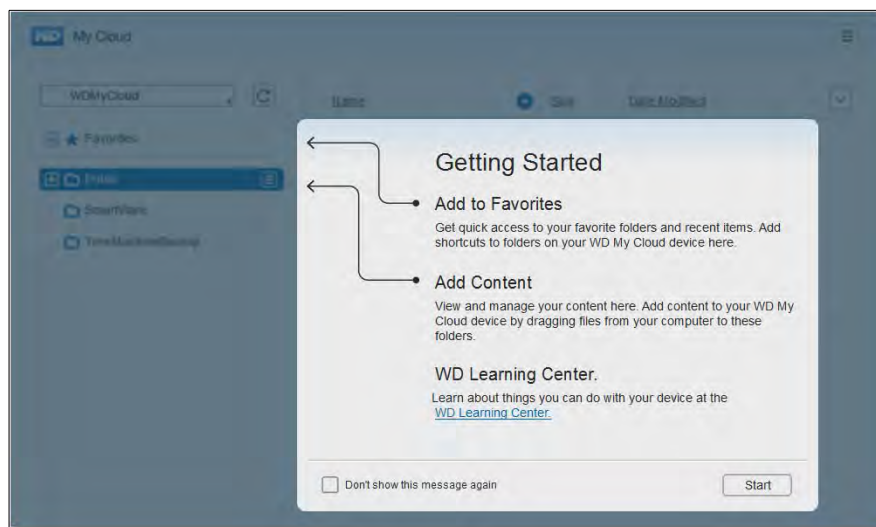 WD My Cloud
WDMyCloud
Name Size Date Modified
Favorites
Public
SmartWare
TimeMachineBackup
Getting Started
Add to Favorites
Get quick access to your favorite folders and recent items. Add
shortcuts to folders on your WD My Cloud device here.
Add Content
View and manage your content here. Add content to your WD My
Cloud device by dragging files from your computer to these
folders.
WD Learning Center.
Learn about things you can do with your device at the
WD Learning Center.
Don't show this message again
Start